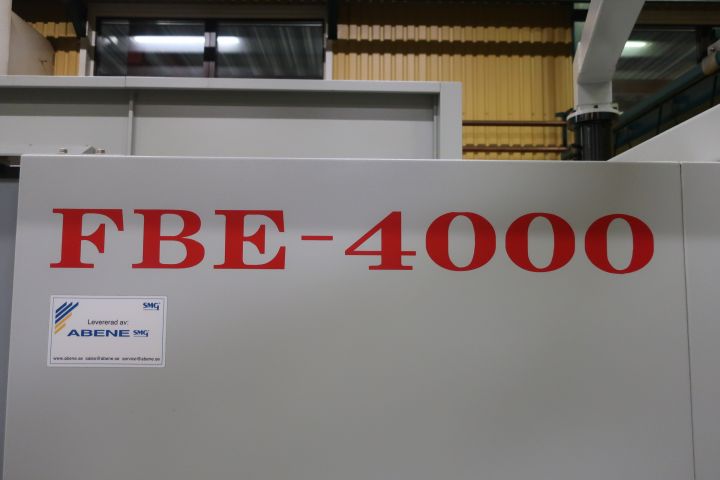 FBE-4000
SMG
Levererad av:
ABENE SMG
www.abene.se sales@abene.se service@abene.se